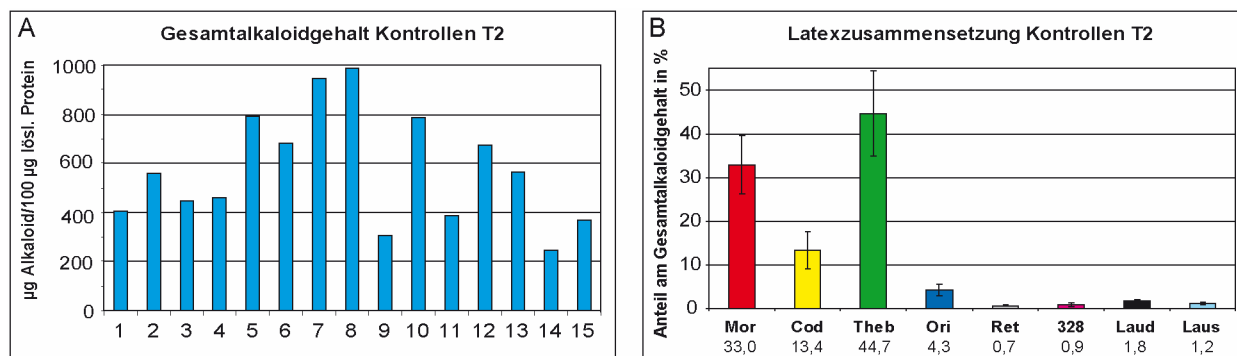 A
Gesamtalkaloidgehalt Kontrollen T2
µg Alkaloid/100 µg lösl. Protein
1000
800
600
400
200
0
1 2 3 4 5 6 7 8 9 10 11 12 13 14 15
B
Latexzusammensetzung Kontrollen T2
Anteil am Gesamtalkaloidgehalt in %
50
40
30
20
10
0
Mor Cod Theb Ori Ret 328 Laud Laus
33,0 13,4 44,7 4,3 0,7 0,9 1,8 1,2